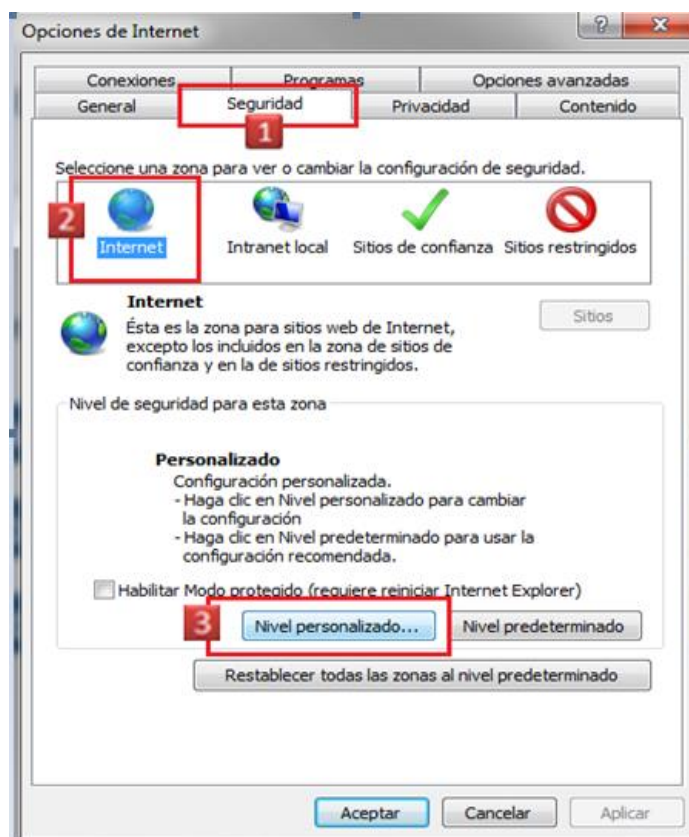 Opciones de Internet
Conexiones Programas Opciones avanzadas
General Seguridad Privacidad Contenido
1
Seleccione una zona para ver o cambiar la configuración de seguridad.
2
Internet Intranet local Sitios de confianza Sitios restringidos
Internet
Sitios
Ésta es la zona para sitios web de Internet,
excepto los incluidos en la zona de sitios de
confianza y en la de sitios restringidos.
Nivel de seguridad para esta zona
Personalizado
Configuración personalizada.
- Haga clic en Nivel personalizado para cambiar
la configuración
- Haga clic en Nivel predeterminado para usar la
configuración recomendada.
Habilitar Modo protegido (requiere reiniciar Internet Explorer)
3 Nivel personalizado... Nivel predeterminado
Restablecer todas las zonas al nivel predeterminado
Aceptar Cancelar Aplicar